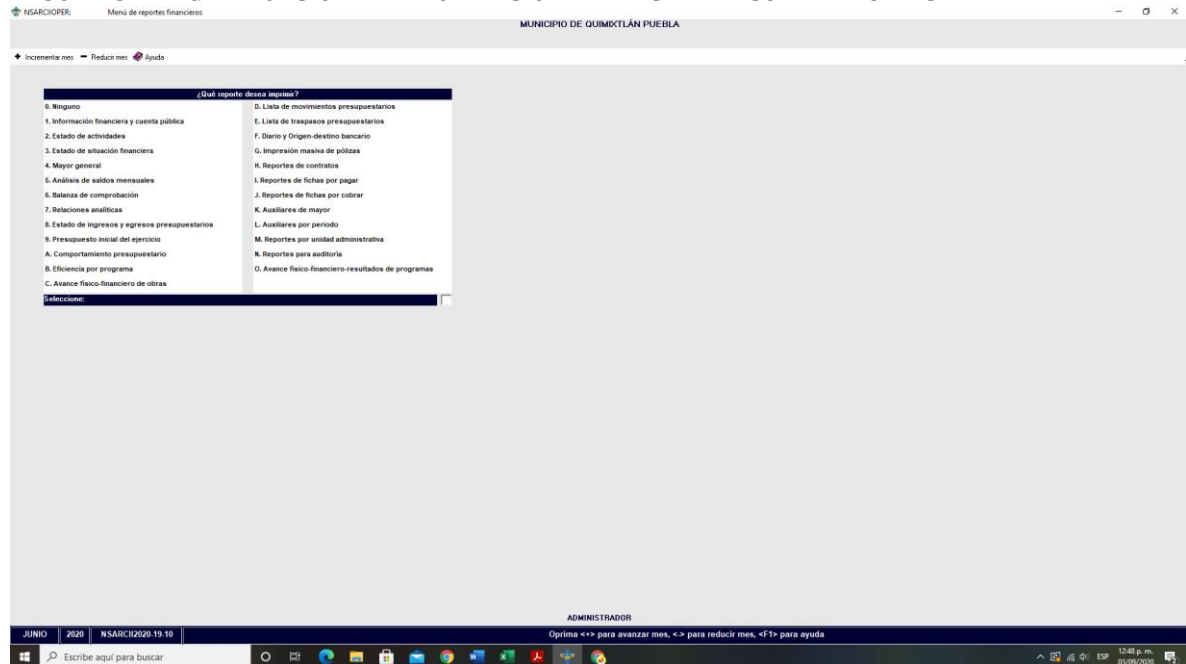 NSARCIIOPER: Menú de reportes financieros
MUNICIPIO DE QUIMIXTLÁN PUEBLA
Incrementar mes Reducir mes Ayuda
¿Qué reporte desea imprimir?
0. Ninguno
1. Información financiera y cuenta pública
2. Estado de actividades
3. Estado de situación financiera
4. Mayor general
5. Análisis de saldos mensuales
6. Balanza de comprobación
7. Relaciones analíticas
8. Estado de ingresos y egresos presupuestarios
9. Presupuesto inicial del ejercicio
A. Comportamiento presupuestario
B. Eficiencia por programa
C. Avance físico-financiero de obras
D. Lista de movimientos presupuestarios
E. Lista de traspasos presupuestarios
F. Diario y Origen-destino bancario
G. Impresión masiva de pólizas
H. Reportes de contratos
I. Reportes de fichas por pagar
J. Reportes de fichas por cobrar
K. Auxiliares de mayor
L. Auxiliares por periodo
M. Reportes por unidad administrativa
N. Reportes para auditoría
O. Avance físico-financiero-resultados de programas
Seleccione:
ADMINISTRADOR
JUNIO 2020 NSARCII2020-19-10 Oprima <+> para avanzar mes, <-> para reducir mes, <F1> para ayuda
Escribe aquí para buscar
ESP 12:48 p. m.
03/09/2020